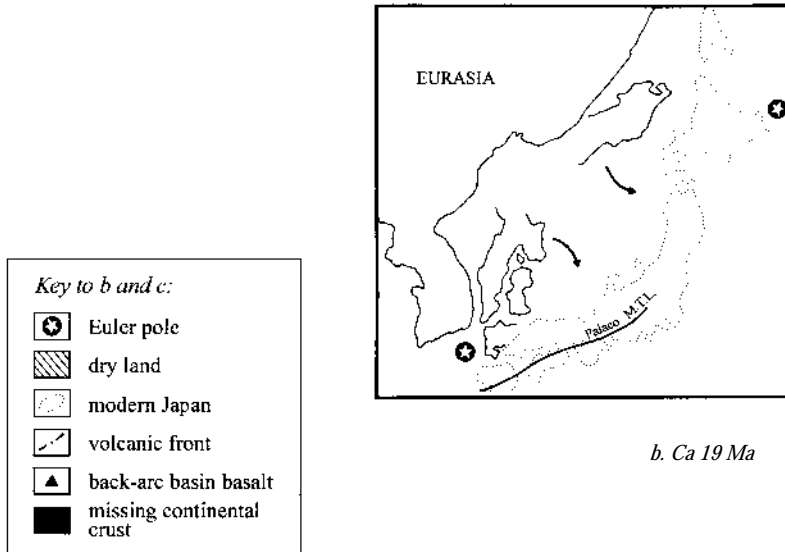 EURASIA
Palaeo M.T.L.
b. Ca 19 Ma
Key to b and c:
Euler pole
dry land
modern Japan
volcanic front
back-arc basin basalt
missing continental
crust